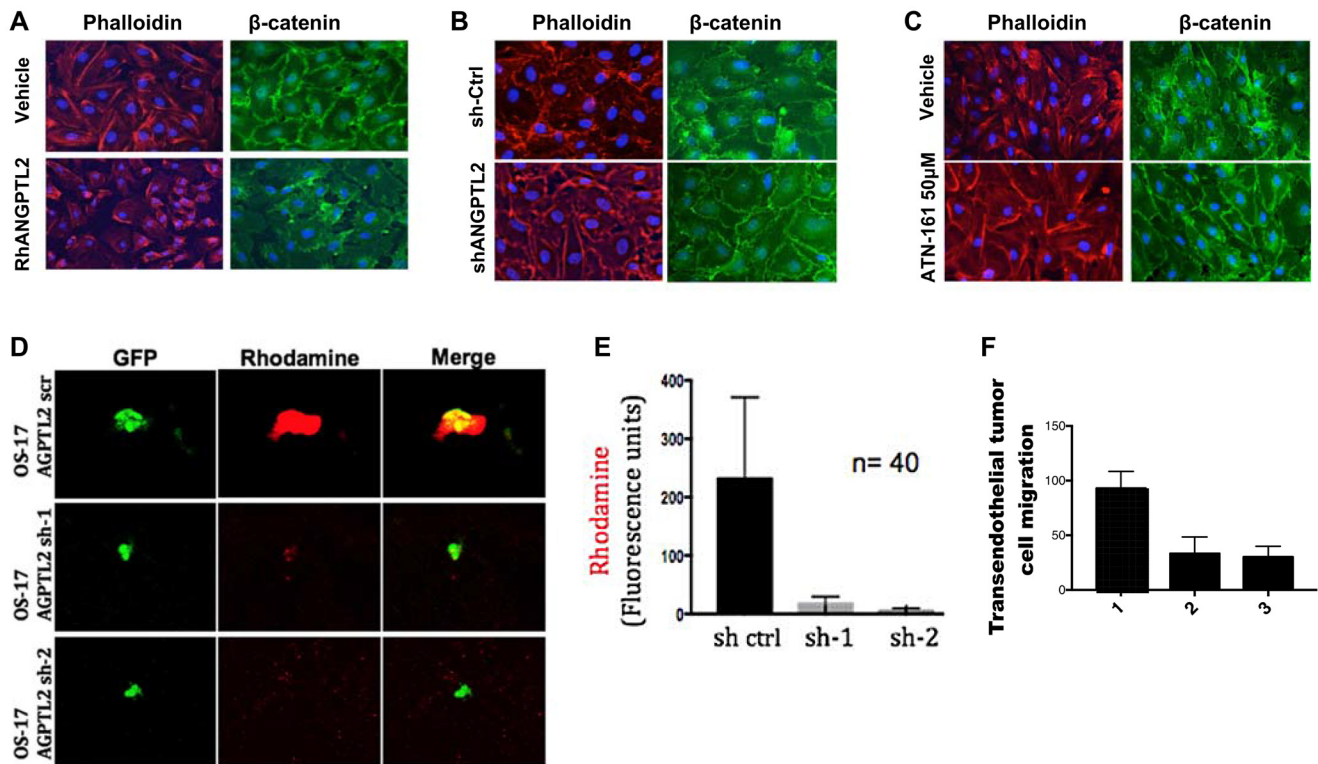 A
Phalloidin
β-catenin
Vehicle
RhANGPTL2
B
Phalloidin
β-catenin
sh-Ctrl
shANGPTL2
C
Phalloidin
β-catenin
Vehicle
ATN-161 50µM
D
GFP
Rhodamine
Merge
OS-17
AGPTL2 scr
OS-17
AGPTL2 sh-1
OS-17
AGPTL2 sh-2
E
Rhodamine
(Fluorescence units)
400
300
200
100
0
n= 40
sh ctrl
sh-1
sh-2
F
Transendothelial tumor
cell migration
150
100
50
0
1
2
3